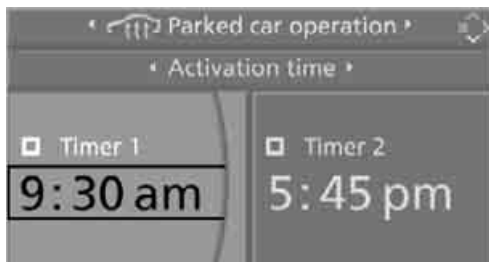 Parked car operation
Activation time
Timer 1
9:30 am
Timer 2
5:45 pm